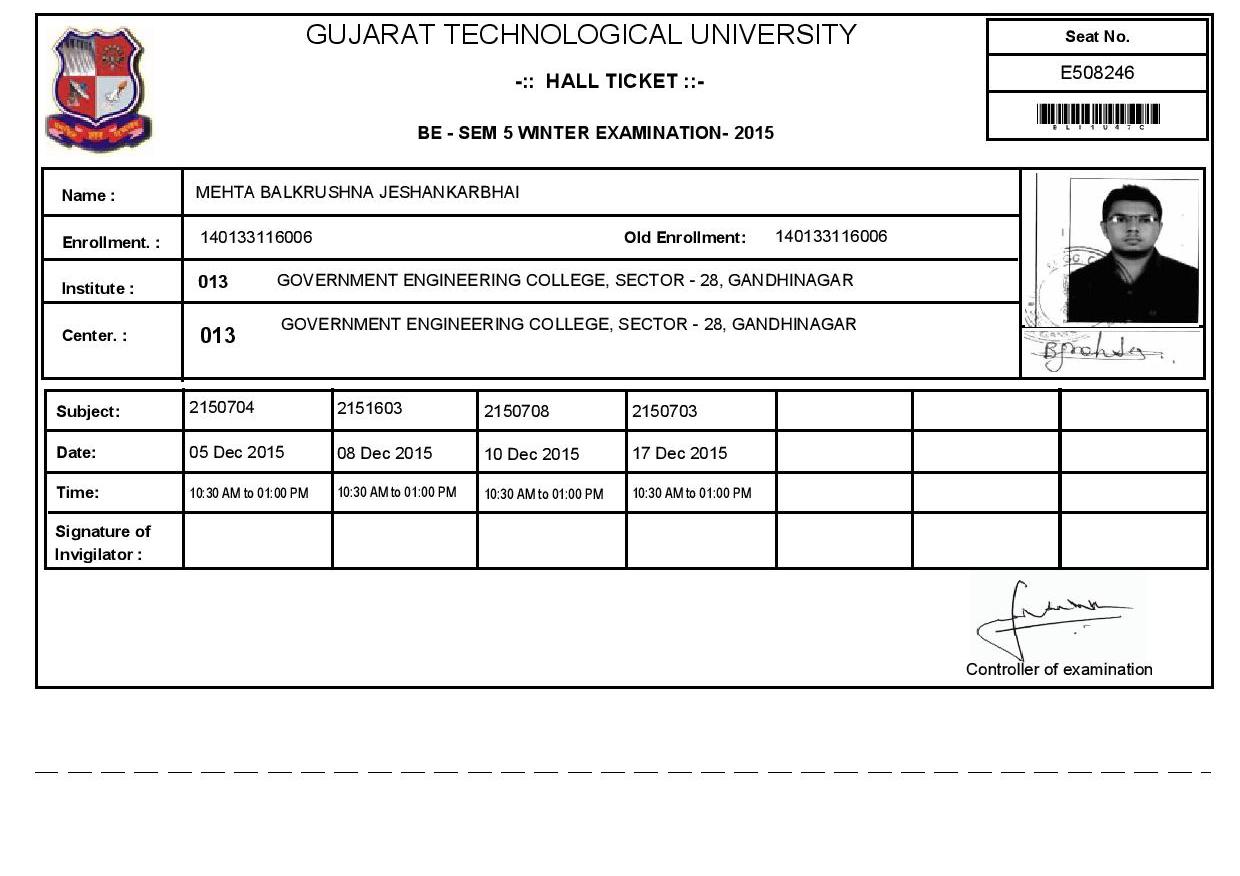 GUJARAT TECHNOLOGICAL UNIVERSITY
-:: HALL TICKET ::-
BE - SEM 5 WINTER EXAMINATION- 2015
Seat No.
E508246
Name : MEHTA BALKRUSHNA JESHANKARBHAI
Enrollment. : 140133116006 Old Enrollment: 140133116006
Institute : 013 GOVERNMENT ENGINEERING COLLEGE, SECTOR - 28, GANDHINAGAR
Center. : 013 GOVERNMENT ENGINEERING COLLEGE, SECTOR - 28, GANDHINAGAR
Subject: 2150704 2151603 2150708 2150703
Date: 05 Dec 2015 08 Dec 2015 10 Dec 2015 17 Dec 2015
Time: 10:30 AM to 01:00 PM 10:30 AM to 01:00 PM 10:30 AM to 01:00 PM 10:30 AM to 01:00 PM
Signature of
Invigilator :
Controller of examination